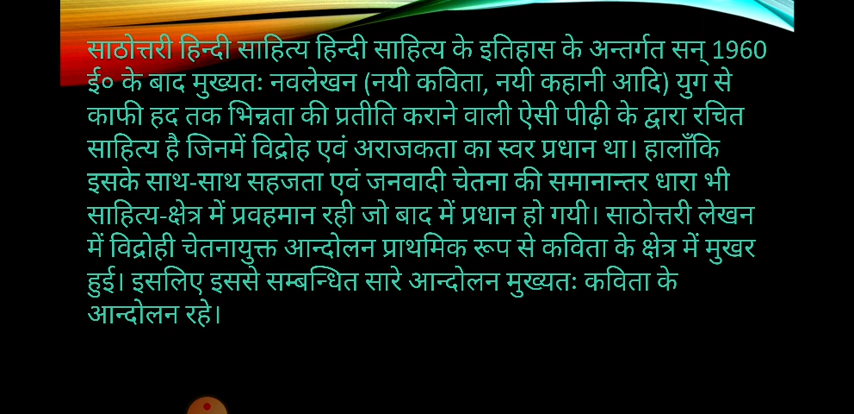 साठोत्तरी हिन्दी साहित्य हिन्दी साहित्य के इतिहास के अन्तर्गत सन् 1960
ई० के बाद मुख्यतः नवलेखन (नयी कविता, नयी कहानी आदि) युग से
काफी हद तक भिन्नता की प्रतीति कराने वाली ऐसी पीढ़ी के द्वारा रचित
साहित्य है जिनमें विद्रोह एवं अराजकता का स्वर प्रधान था। हालाँकि
इसके साथ-साथ सहजता एवं जनवादी चेतना की समानान्तर धारा भी
साहित्य-क्षेत्र में प्रवहमान रही जो बाद में प्रधान हो गयी। साठोत्तरी लेखन
में विद्रोही चेतनायुक्त आन्दोलन प्राथमिक रूप से कविता के क्षेत्र में मुखर
हुई। इसलिए इससे सम्बन्धित सारे आन्दोलन मुख्यतः कविता के
आन्दोलन रहे।